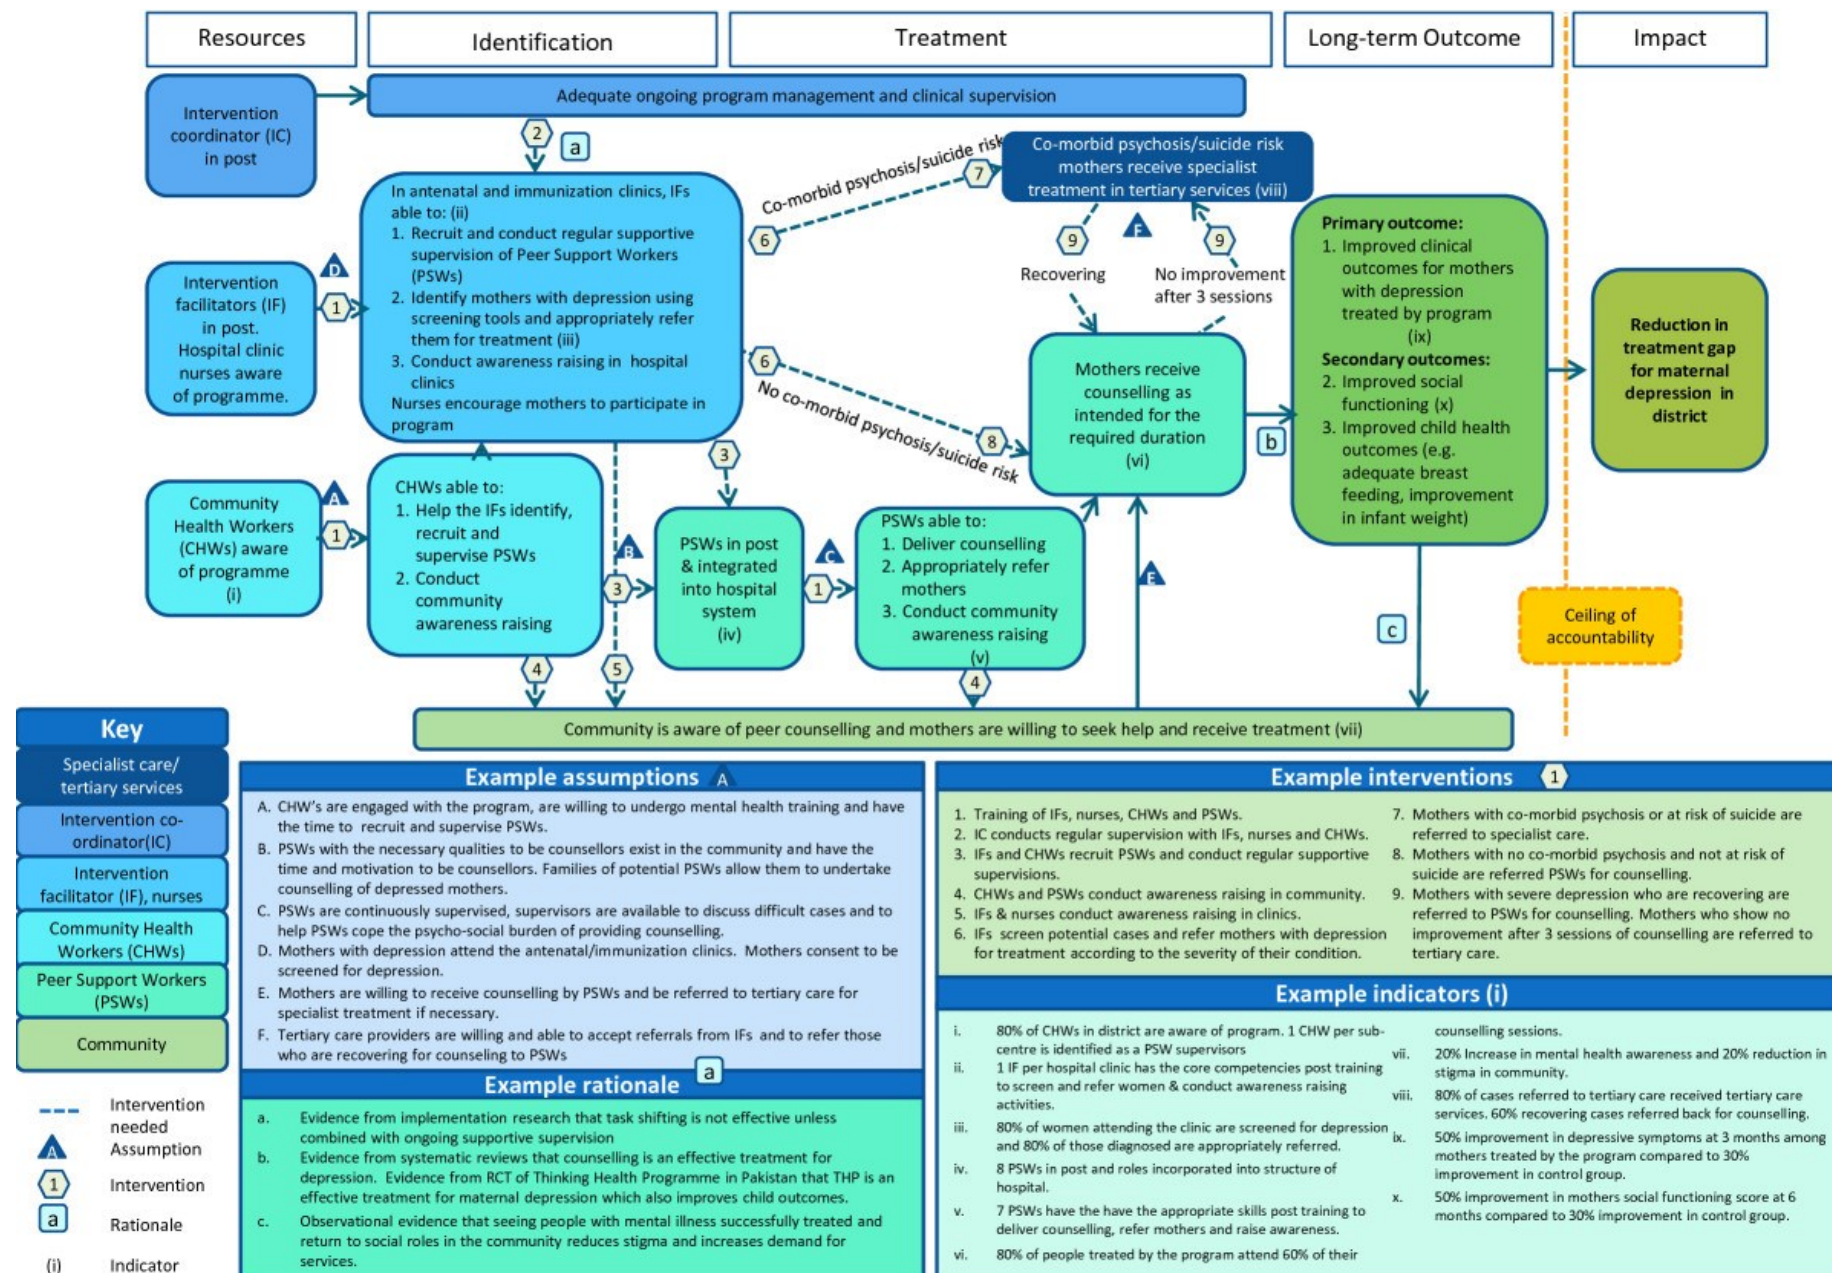 Resources
Identification
Treatment
Long-term Outcome
Impact
Intervention
coordinator (IC)
in post
Adequate ongoing program management and clinical supervision
2
a
In antenatal and immunization clinics, IFs
able to: (ii)
1. Recruit and conduct regular supportive
supervision of Peer Support Workers
(PSWs)
2. Identify mothers with depression using
screening tools and appropriately refer
them for treatment (iii)
3. Conduct awareness raising in hospital
clinics
Nurses encourage mothers to participate in
program
Co-morbid psychosis/suicide risk
6
7
Co-morbid psychosis/suicide risk
mothers receive specialist
treatment in tertiary services (viii)
9
F
9
Recovering
No improvement
after 3 sessions
Intervention
facilitators (IF)
in post.
Hospital clinic
nurses aware
of programme.
D
1
6
No co-morbid psychosis/suicide risk
8
Mothers receive
counselling as
intended for the
required duration
(vi)
b
Primary outcome:
1. Improved clinical
outcomes for mothers
with depression
treated by program
(ix)
Secondary outcomes:
2. Improved social
functioning (x)
3. Improved child health
outcomes (e.g.
adequate breast
feeding, improvement
in infant weight)
Reduction in
treatment gap
for maternal
depression in
district
Community
Health Workers
(CHWs) aware
of programme
(i)
A
1
CHWs able to:
1. Help the IFs identify,
recruit and
supervise PSWs
2. Conduct
community
awareness raising
3
B
3
PSWs in post
& integrated
into hospital
system
(iv)
C
1
PSWs able to:
1. Deliver counselling
2. Appropriately refer
mothers
3. Conduct community
awareness raising
(v)
E
c
Ceiling of
accountability
4
5
4
Community is aware of peer counselling and mothers are willing to seek help and receive treatment (vii)
Key
Specialist care/
tertiary services
Intervention co-
ordinator(IC)
Intervention
facilitator (IF), nurses
Community Health
Workers (CHWs)
Peer Support Workers
(PSWs)
Community
Intervention
needed
A
Assumption
1
Intervention
a
Rationale
(i)
Indicator
Example assumptions A
A. CHW's are engaged with the program, are willing to undergo mental health training and have
the time to recruit and supervise PSWs.
B. PSWs with the necessary qualities to be counsellors exist in the community and have the
time and motivation to be counsellors. Families of potential PSWs allow them to undertake
counselling of depressed mothers.
C. PSWs are continuously supervised, supervisors are available to discuss difficult cases and to
help PSWs cope the psycho-social burden of providing counselling.
D. Mothers with depression attend the antenatal/immunization clinics. Mothers consent to be
screened for depression.
E. Mothers are willing to receive counselling by PSWs and be referred to tertiary care for
specialist treatment if necessary.
F. Tertiary care providers are willing and able to accept referrals from IFs and to refer those
who are recovering for counseling to PSWs
Example rationale a
a. Evidence from implementation research that task shifting is not effective unless
combined with ongoing supportive supervision
b. Evidence from systematic reviews that counselling is an effective treatment for
depression. Evidence from RCT of Thinking Health Programme in Pakistan that THP is an
effective treatment for maternal depression which also improves child outcomes.
c. Observational evidence that seeing people with mental illness successfully treated and
return to social roles in the community reduces stigma and increases demand for
services.
Example interventions 1
1. Training of IFs, nurses, CHWs and PSWs.
2. IC conducts regular supervision with IFs, nurses and CHWs.
3. IFs and CHWs recruit PSWs and conduct regular supportive
supervisions.
4. CHWs and PSWs conduct awareness raising in community.
5. IFs & nurses conduct awareness raising in clinics.
6. IFs screen potential cases and refer mothers with depression
for treatment according to the severity of their condition.
7. Mothers with co-morbid psychosis or at risk of suicide are
referred to specialist care.
8. Mothers with no co-morbid psychosis and not at risk of
suicide are referred PSWs for counselling.
9. Mothers with severe depression who are recovering are
referred to PSWs for counselling. Mothers who show no
improvement after 3 sessions of counselling are referred to
tertiary care.
Example indicators (i)
i. 80% of CHWs in district are aware of program. 1 CHW per sub-
centre is identified as a PSW supervisors
ii. 1 IF per hospital clinic has the core competencies post training
to screen and refer women & conduct awareness raising
activities.
iii. 80% of women attending the clinic are screened for depression
and 80% of those diagnosed are appropriately referred.
iv. 8 PSWs in post and roles incorporated into structure of
hospital.
v. 7 PSWs have the have the appropriate skills post training to
deliver counselling, refer mothers and raise awareness.
vi. 80% of people treated by the program attend 60% of their
counselling sessions.
vii. 20% Increase in mental health awareness and 20% reduction in
stigma in community.
viii. 80% of cases referred to tertiary care received tertiary care
services. 60% recovering cases referred back for counselling.
ix. 50% improvement in depressive symptoms at 3 months among
mothers treated by the program compared to 30%
improvement in control group.
x. 50% improvement in mothers social functioning score at 6
months compared to 30% improvement in control group.